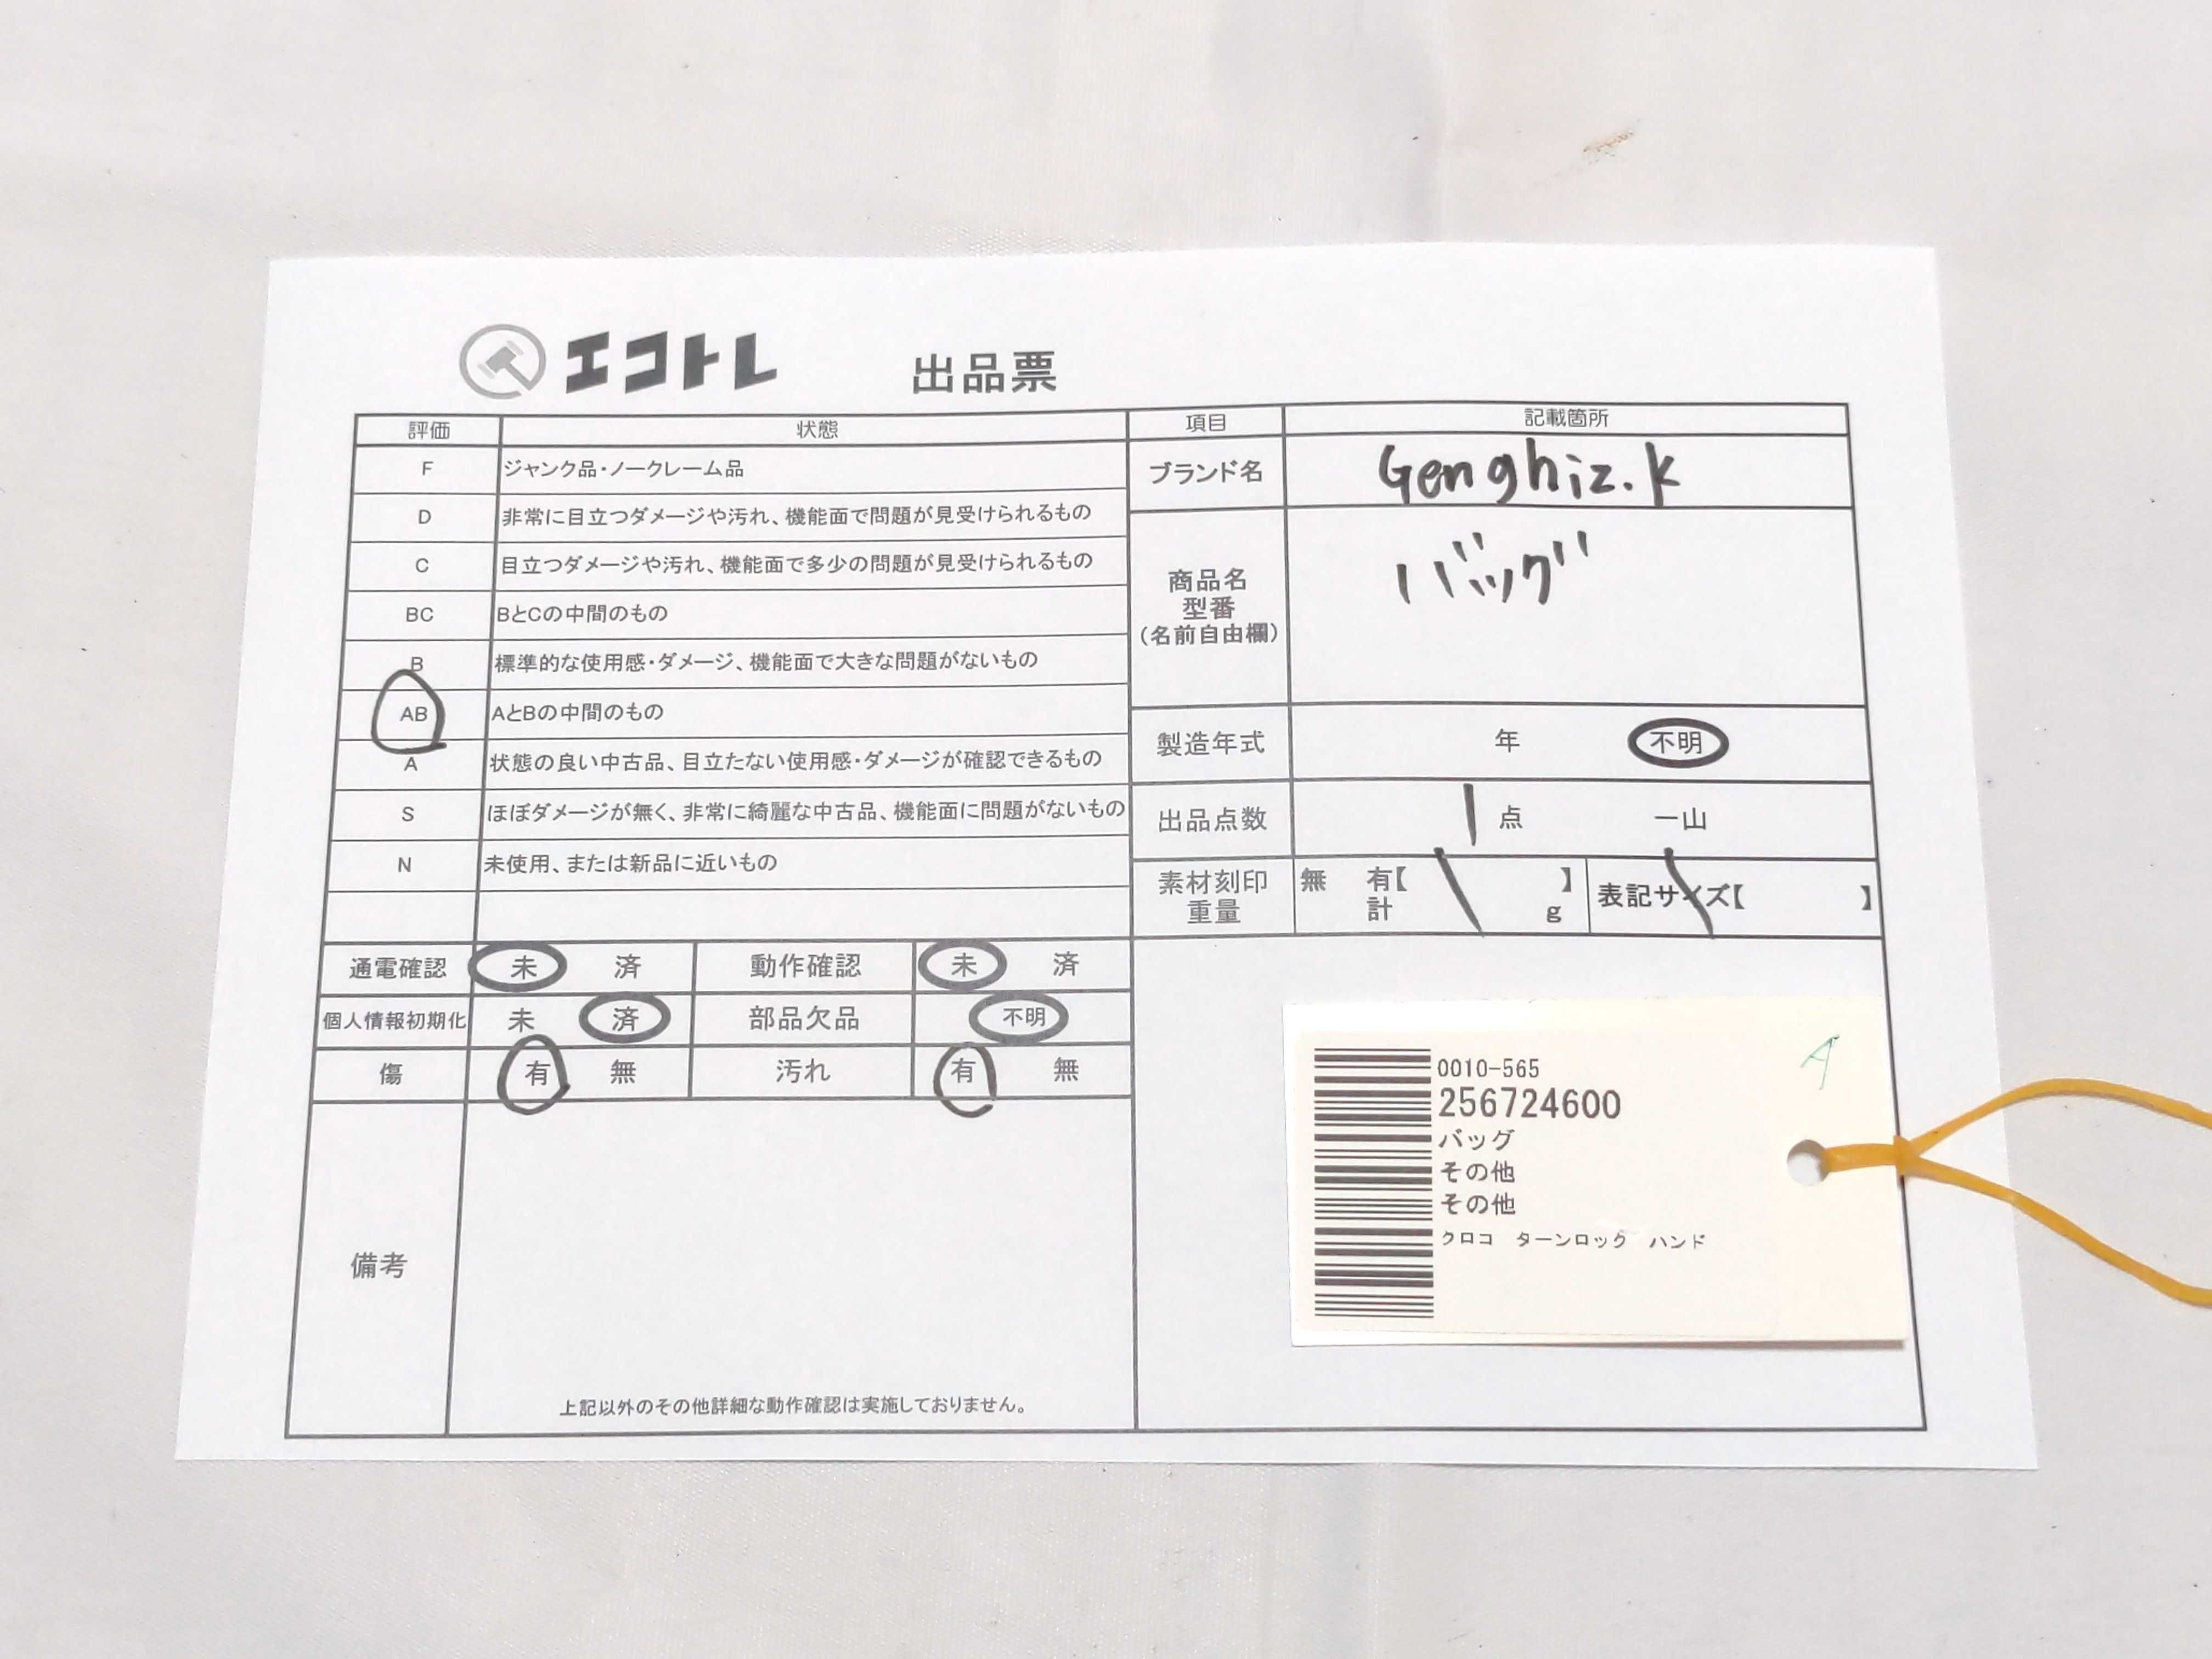 エコトレ 出品票
評価 状態
F ジャンク品・ノークレーム品
D 非常に目立つダメージや汚れ、機能面で問題が見受けられるもの
C 目立つダメージや汚れ、機能面で多少の問題が見受けられるもの
BC BとCの中間のもの
B 標準的な使用感・ダメージ、機能面で大きな問題がないもの
AB AとBの中間のもの
A 状態の良い中古品、目立たない使用感・ダメージが確認できるもの
S ほぼダメージが無く、非常に綺麗な中古品、機能面に問題がないもの
N 未使用、または新品に近いもの
項目 記載箇所
ブランド名 Genghiz.k
商品名
型番
(名前自由欄)
バッグ
製造年式 年 不明
出品点数 1 点 一山
素材刻印 無 有【 】
重量 計 g
表記サイズ【 】
通電確認 未 済 動作確認 未 済
個人情報初期化 未 済 部品欠品 不明
傷 有 無 汚れ 有 無
備考
上記以外のその他詳細な動作確認は実施しておりません。
A
0010-565
256724600
バッグ
その他
その他
クロコ ターンロック ハンド